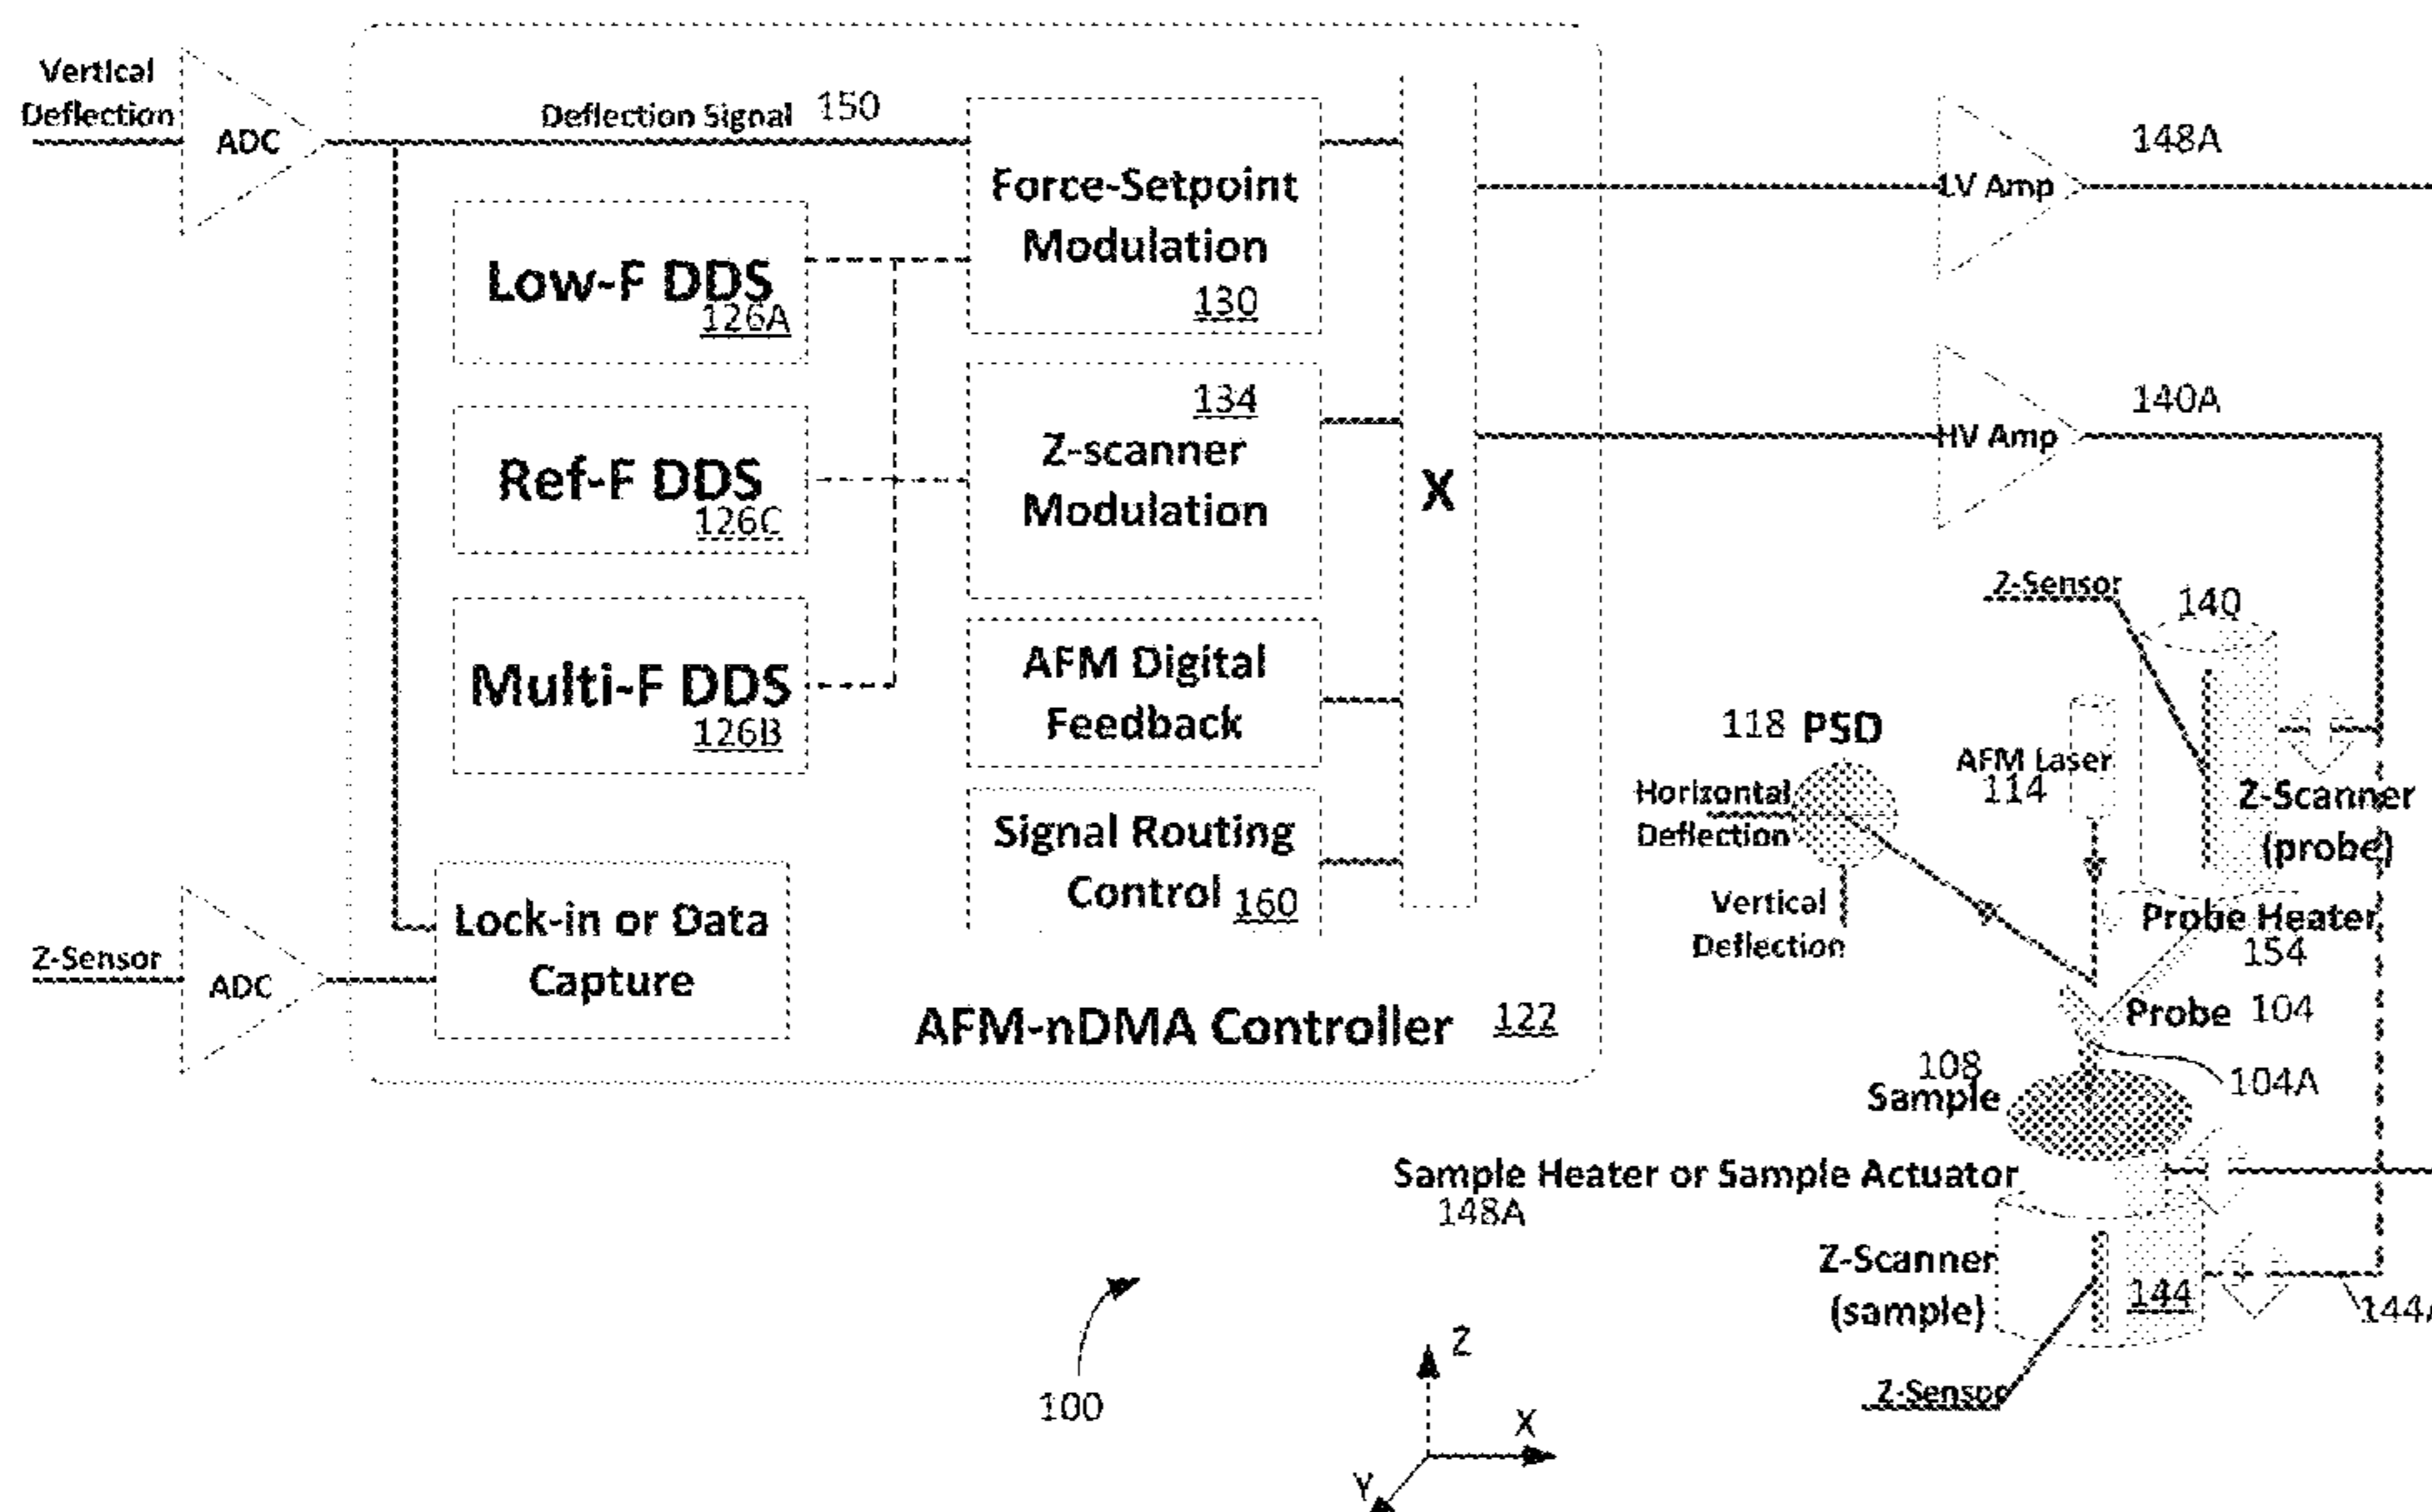 Vertical
Deflection
ADC
Deflection Signal 150
Low-F DDS
126A
Ref-F DDS
126C
Multi-F DDS
126B
Force-Setpoint
Modulation
130
134
Z-scanner
Modulation
AFM Digital
Feedback
Signal Routing
Control 160
X
Z-Sensor
ADC
Lock-in or Data
Capture
AFM-nDMA Controller 122
LV Amp
148A
HV Amp
140A
Z-Sensor
140
118 PSD
AFM Laser
114
Horizontal
Deflection
Z-Scanner
(probe)
Vertical
Deflection
Probe Heater
154
Probe 104
104A
108
Sample
Sample Heater or Sample Actuator
148A
Z-Scanner
(sample)
144
144A
Z-Sensor
100
Z
X
Y